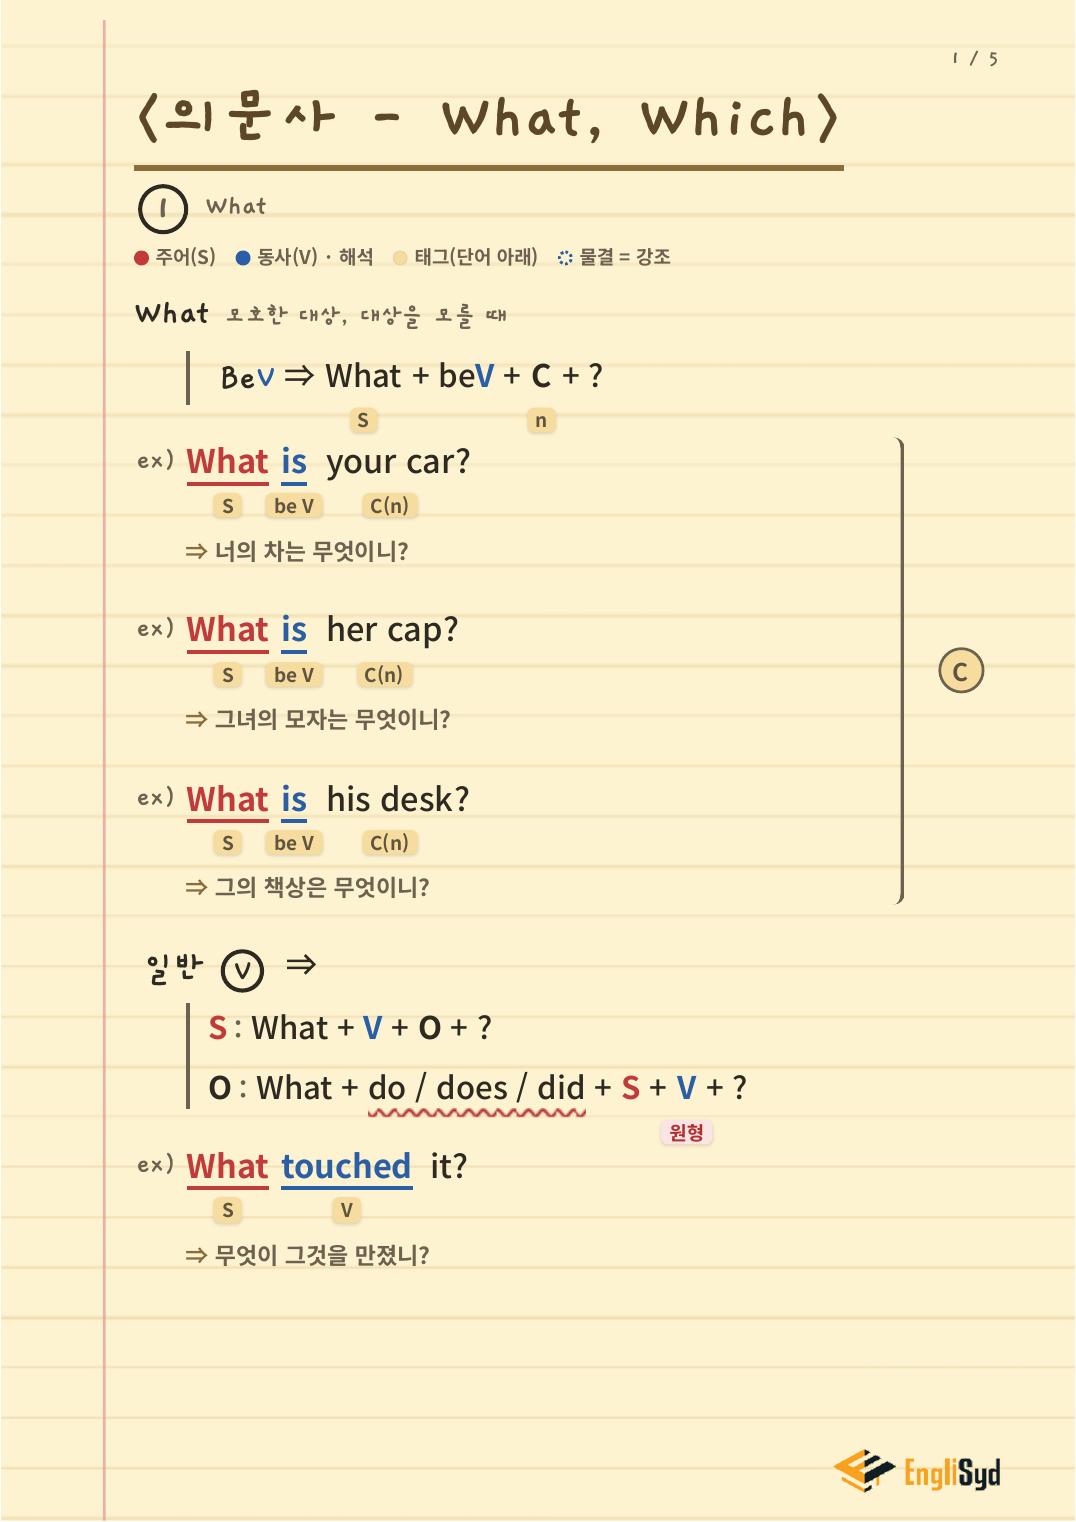 1 / 5
<의문사 - What, Which>
1 What
주어(S) 동사(V) · 해석 태그(단어 아래) 물결 = 강조
What 모호한 대상, 대상을 모를 때
BeV ⇒ What + beV + C + ?
S n
ex) What is your car?
S be V C(n)
⇒ 너의 차는 무엇이니?
ex) What is her cap?
S be V C(n)
⇒ 그녀의 모자는 무엇이니?
C
ex) What is his desk?
S be V C(n)
⇒ 그의 책상은 무엇이니?
일반 V ⇒
S : What + V + O + ?
O : What + do / does / did + S + V + ?
원형
ex) What touched it?
S V
⇒ 무엇이 그것을 만졌니?
EngliSyd